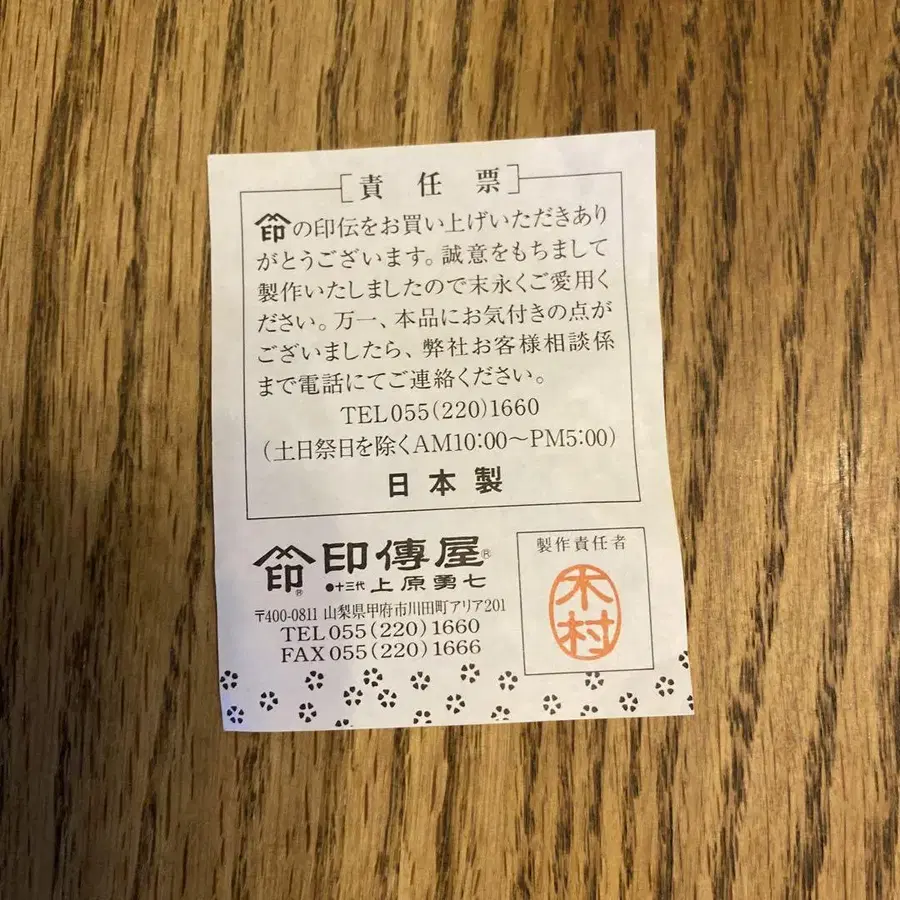 責任票
印の印伝をお買い上げいただきあり
がとうございます。誠意をもちまして
製作いたしましたので末永くご愛用く
ださい。万一、本品にお気付きの点が
ございましたら、弊社お客様相談係
まで電話にてご連絡ください。
TEL055(220)1660
(土日祭日を除くAM10:00〜PM5:00)
日本製
印 印傳屋®
®
●十三代 上原勇七
〒400-0811 山梨県甲府市川田町アリア201
TEL055(220)1660
FAX055(220)1666
製作責任者
木村